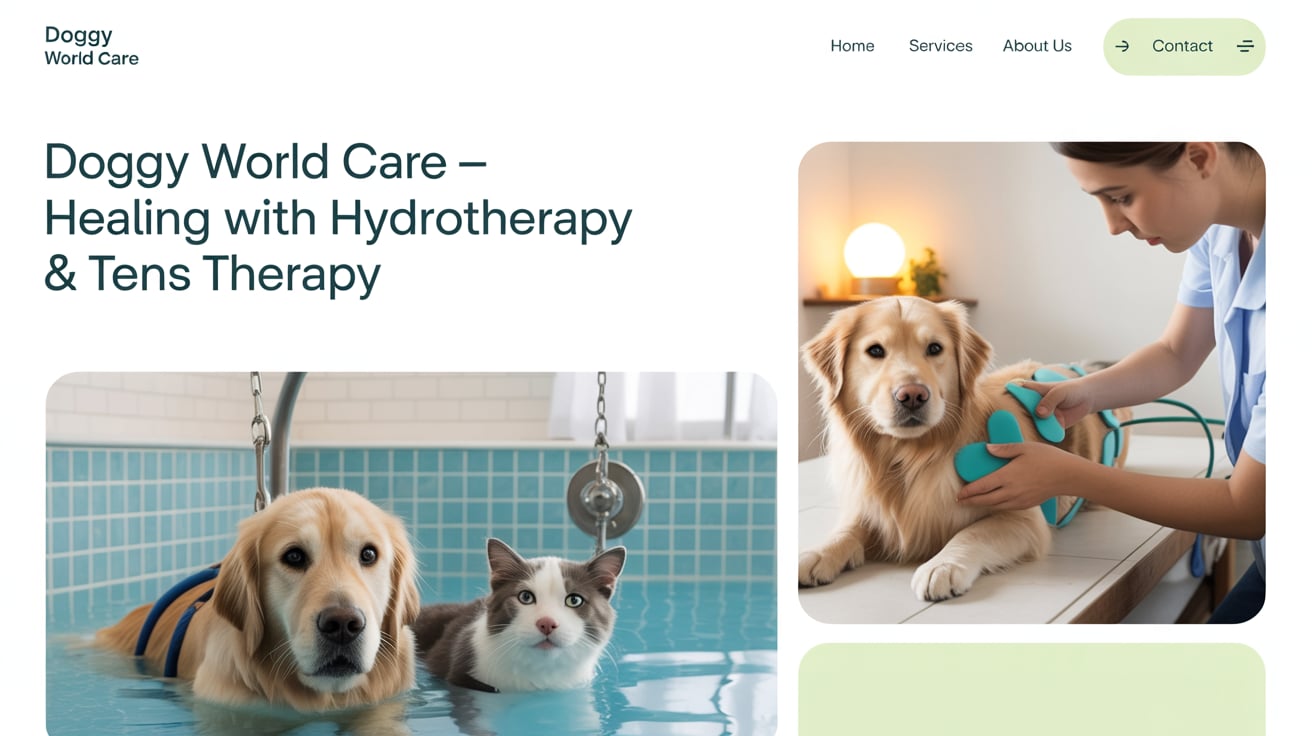 Doggy
World Care
Home Services About Us Contact
Doggy World Care –
Healing with Hydrotherapy
& Tens Therapy